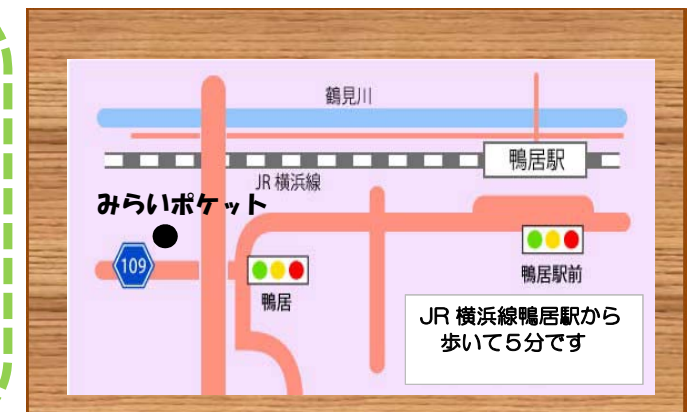 鶴見川
鴨居駅
JR 横浜線
みらいポケット
109
鴨居
鴨居駅前
JR 横浜線鴨居駅から
歩いて5分です